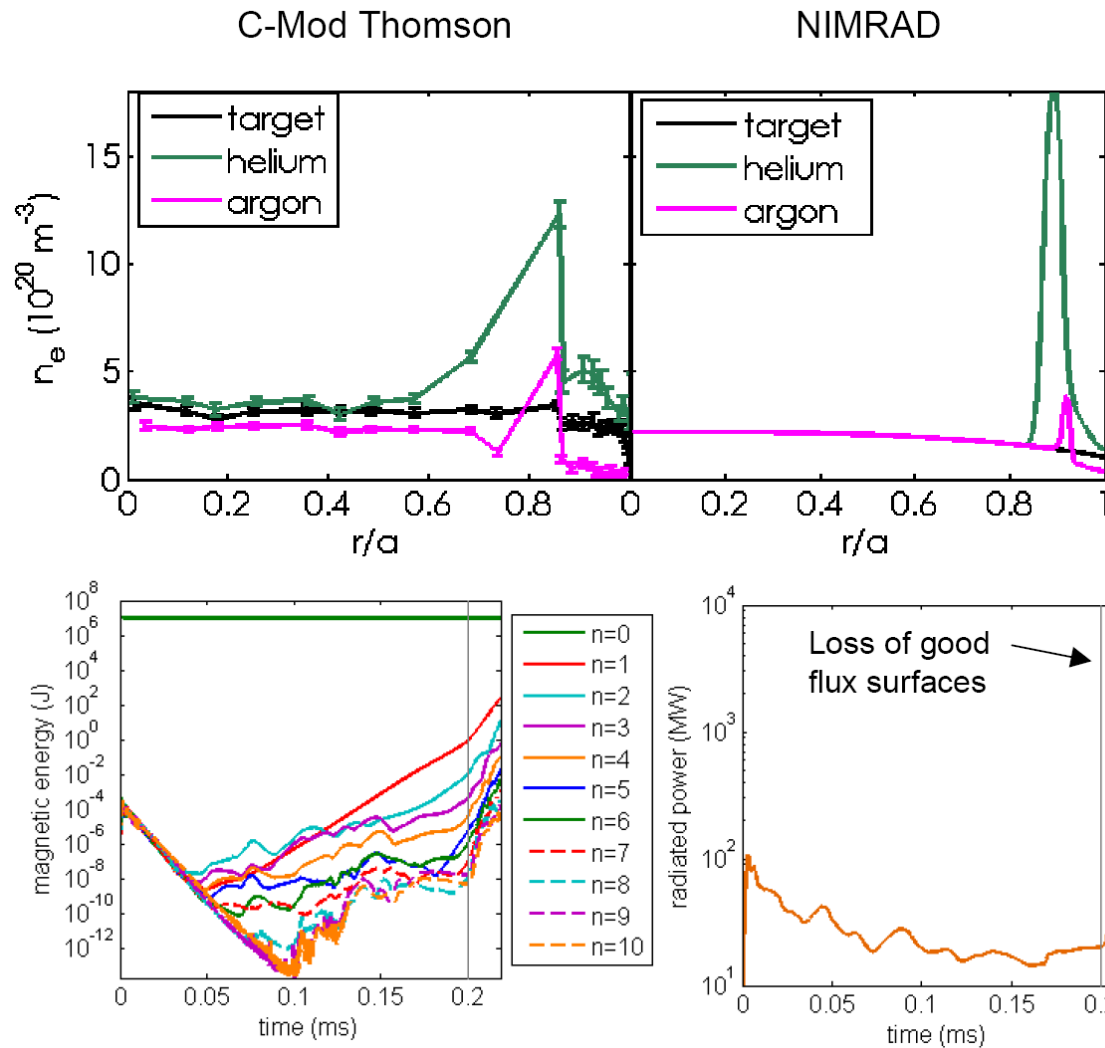 C-Mod Thomson
NIMRAD
target
helium
argon
target
helium
argon
n_e (10^20 m^-3)
15
10
5
0
0 0.2 0.4 0.6 0.8 0 0.2 0.4 0.6 0.8 1
r/a
r/a
10^8
10^6
10^4
10^2
10^0
10^-2
10^-4
10^-6
10^-8
10^-10
10^-12
magnetic energy (J)
0 0.05 0.1 0.15 0.2
time (ms)
n=0
n=1
n=2
n=3
n=4
n=5
n=6
n=7
n=8
n=9
n=10
10^4
10^3
10^2
10^1
radiated power (MW)
Loss of good
flux surfaces
0 0.05 0.1 0.15
time (ms)